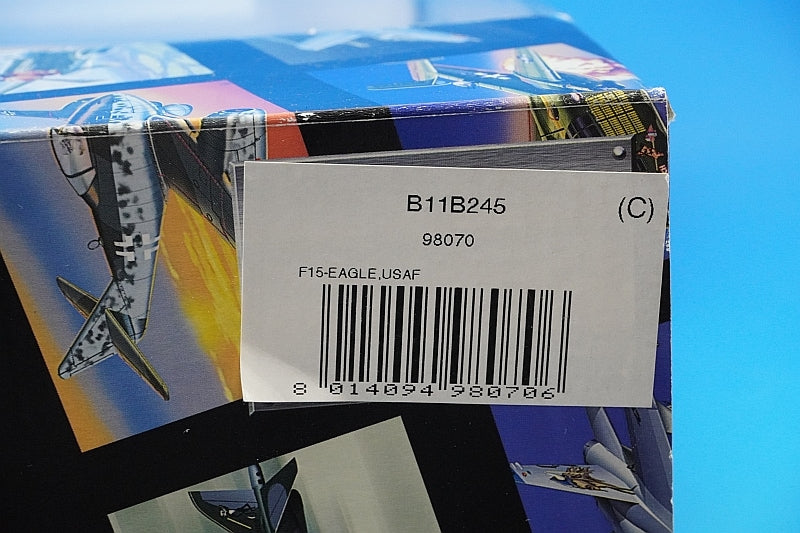 B11B245
(C)
98070
F15-EAGLE,USAF
8 014094 980706